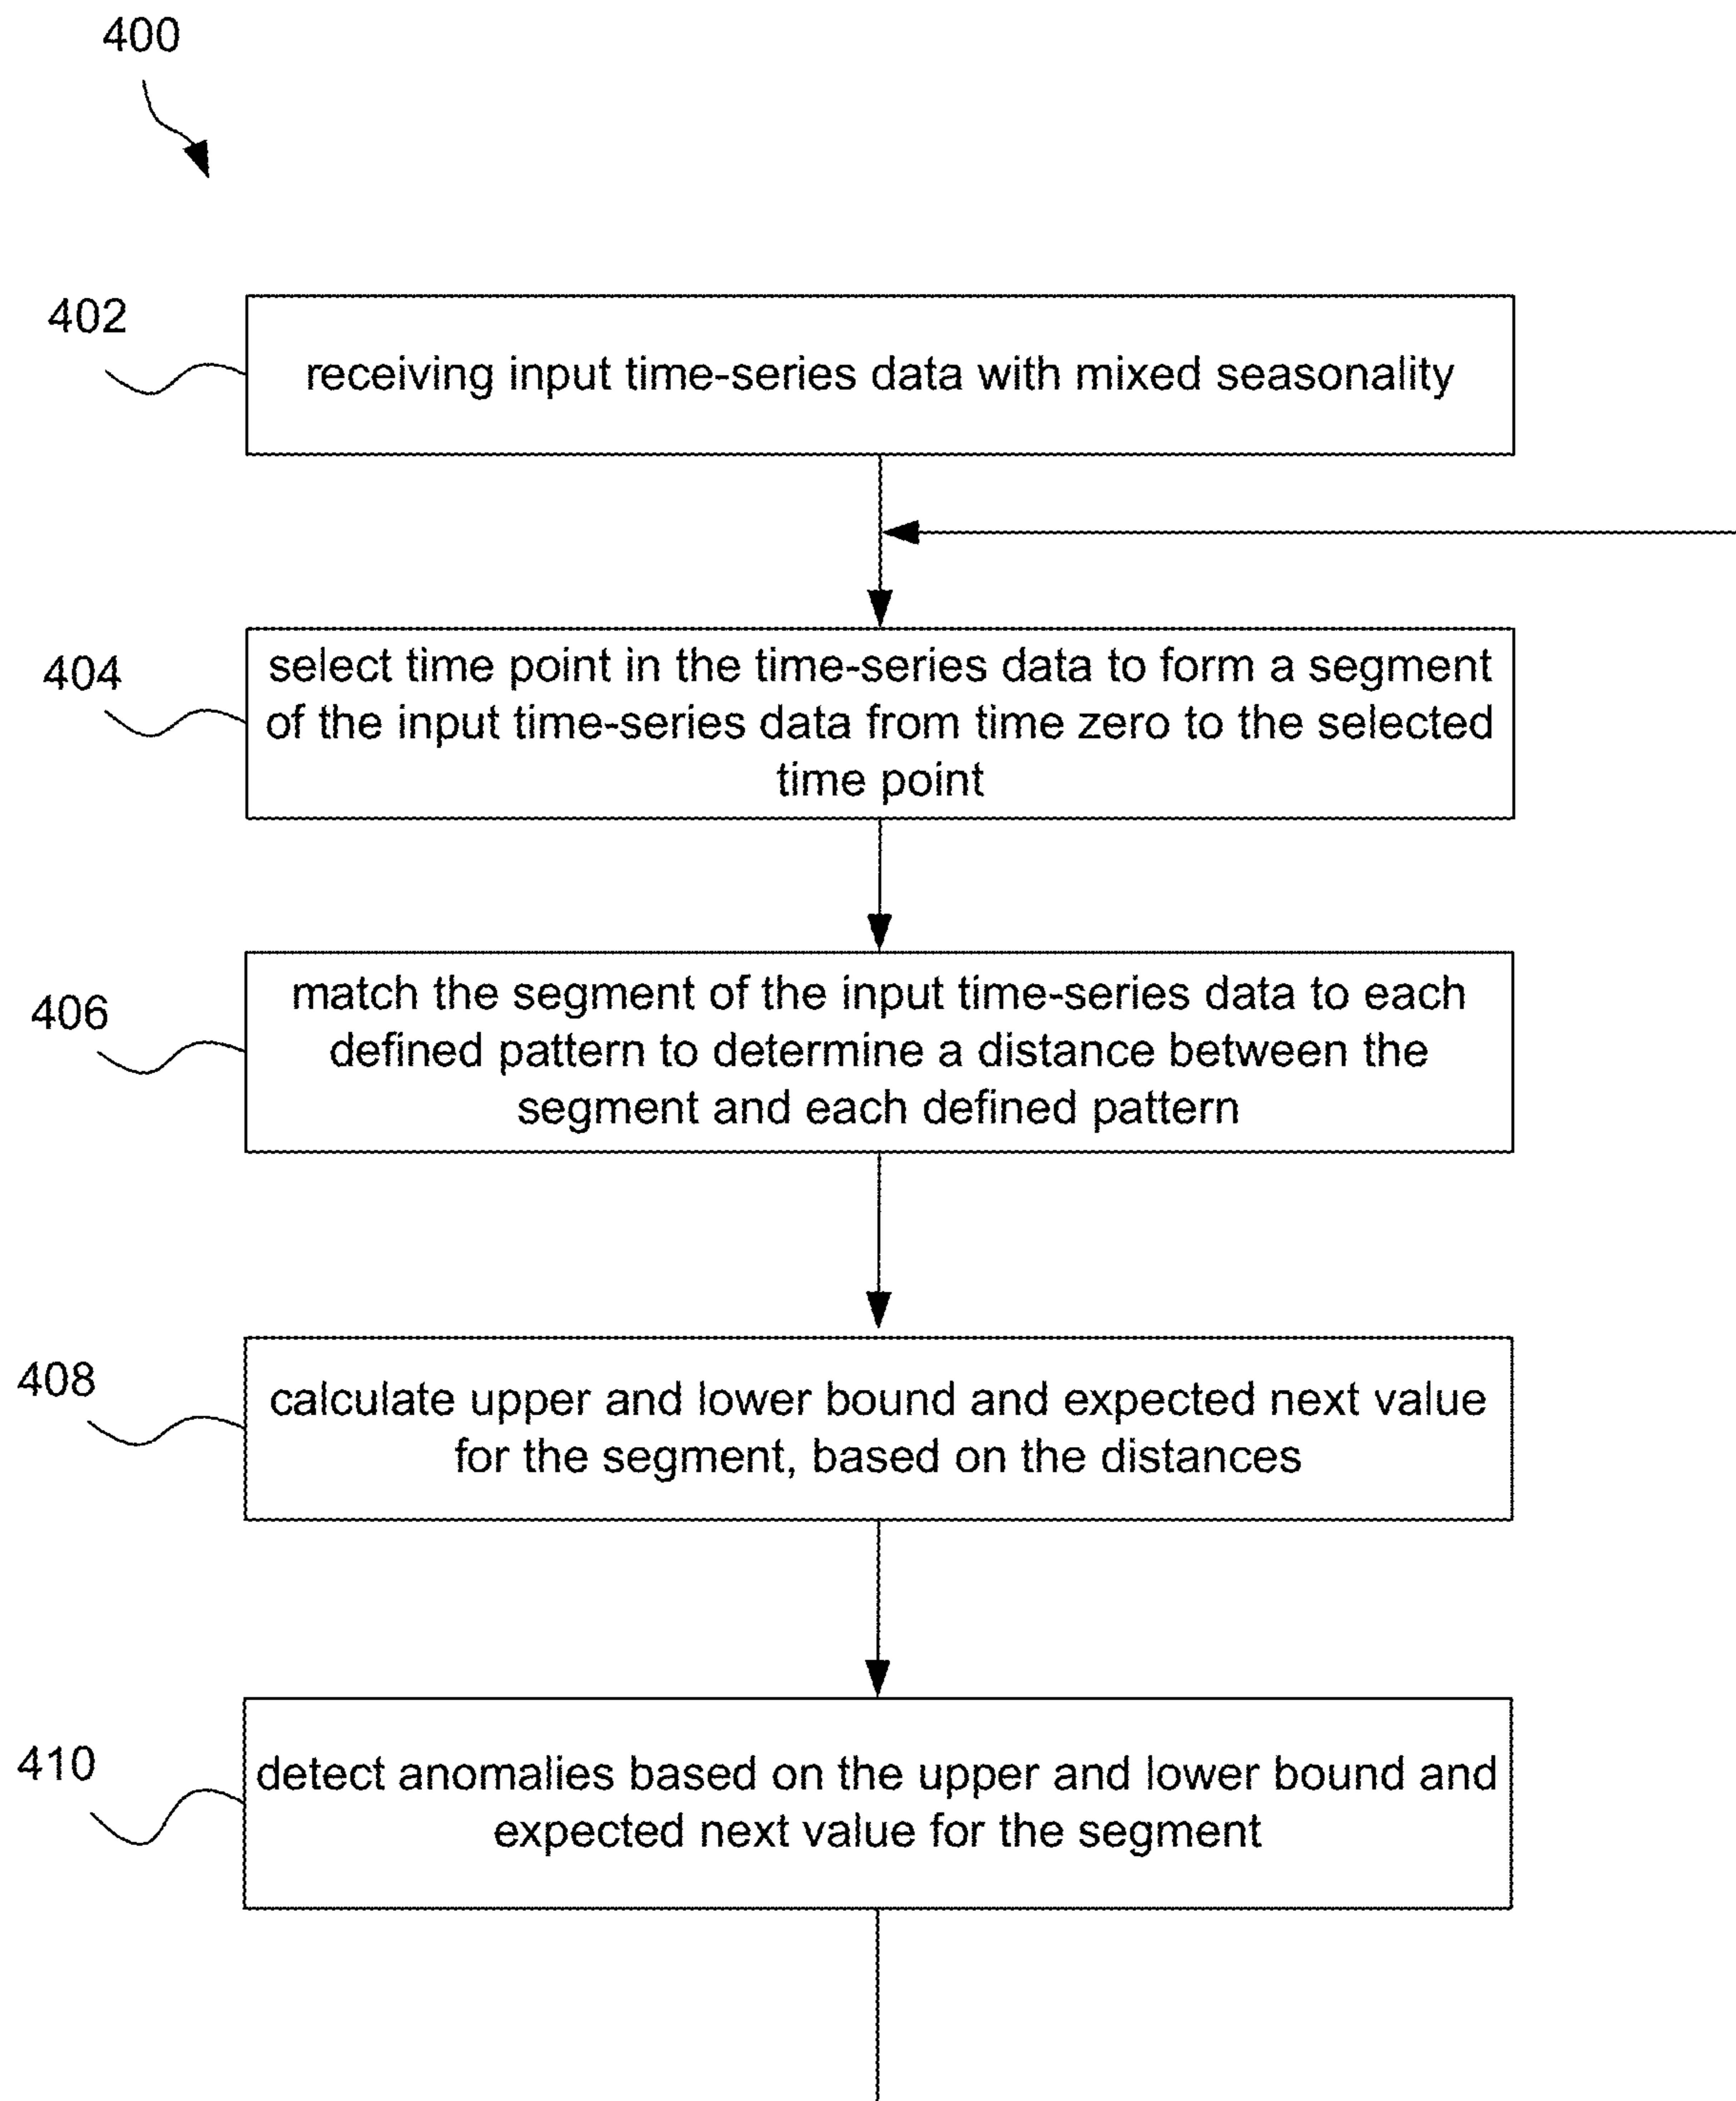 400
402
receiving input time-series data with mixed seasonality
404
select time point in the time-series data to form a segment
of the input time-series data from time zero to the selected
time point
406
match the segment of the input time-series data to each
defined pattern to determine a distance between the
segment and each defined pattern
408
calculate upper and lower bound and expected next value
for the segment, based on the distances
410
detect anomalies based on the upper and lower bound and
expected next value for the segment